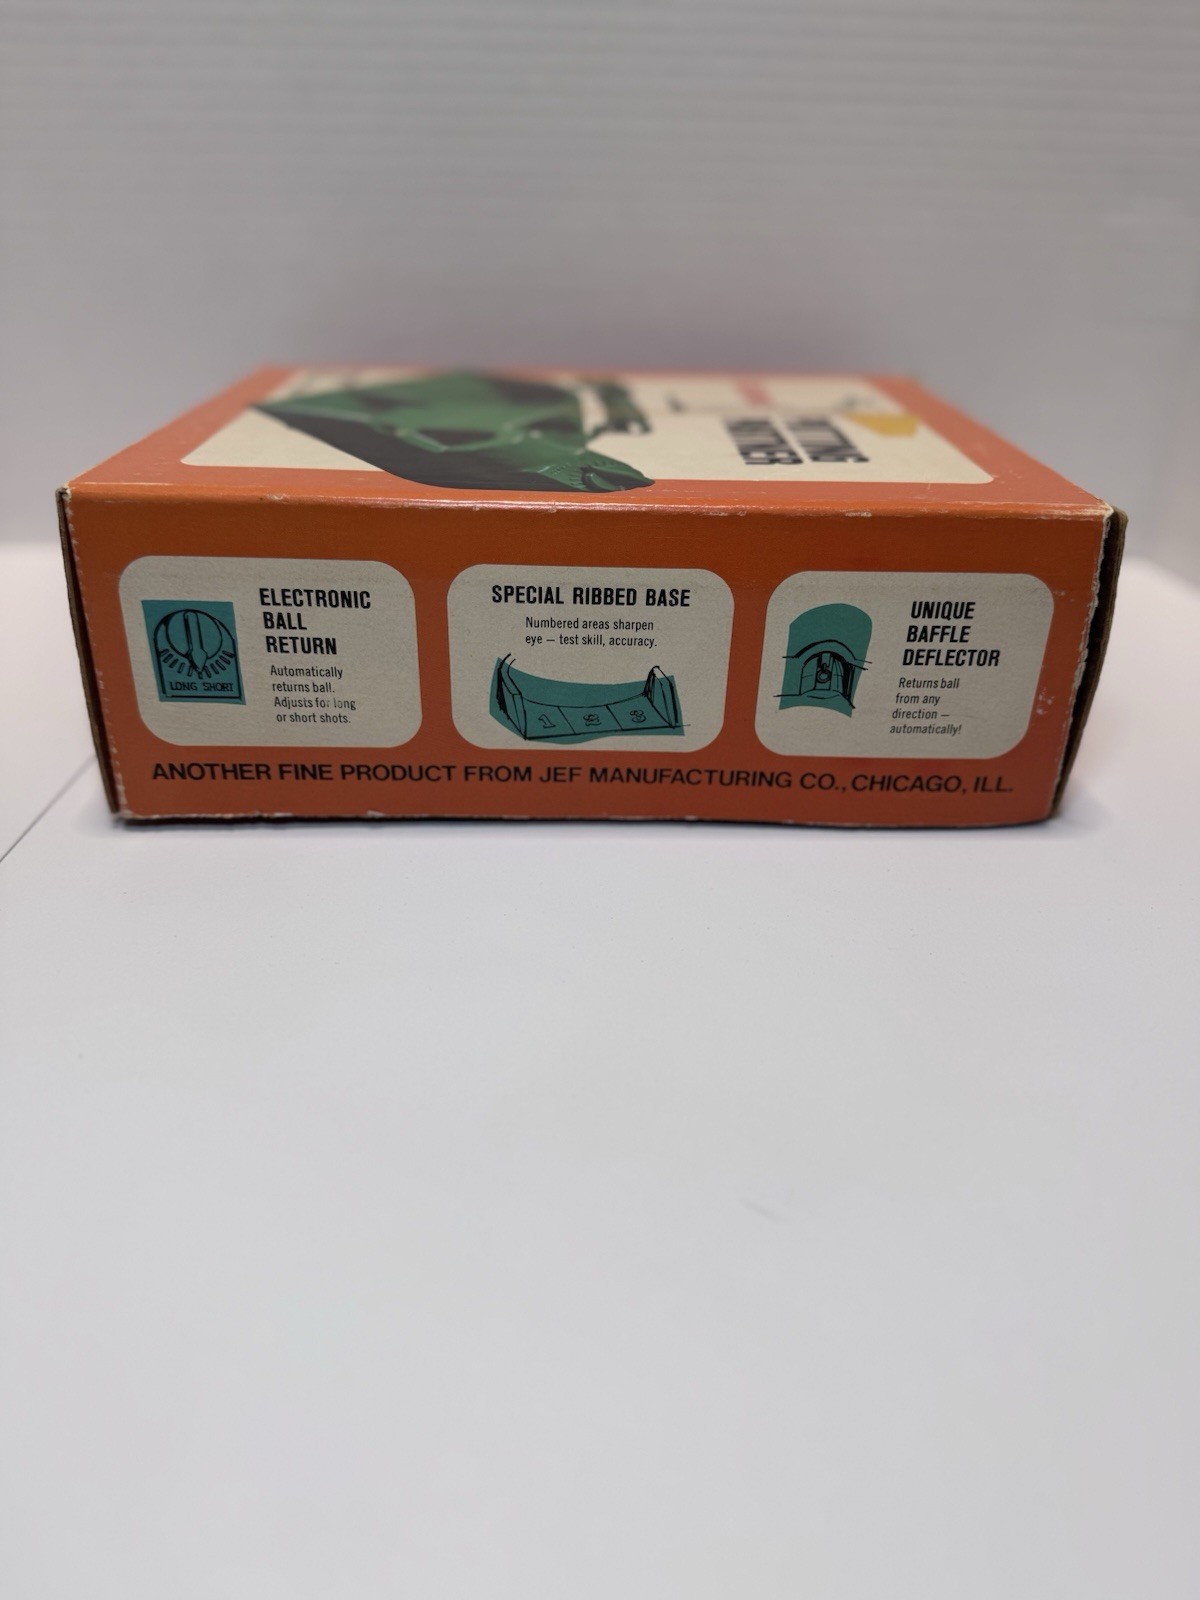 PUTTING
PARTNER
ELECTRONIC
BALL
RETURN
Automatically
returns ball.
Adjusts for long
or short shots.
LONG SHORT
SPECIAL RIBBED BASE
Numbered areas sharpen
eye — test skill, accuracy.
1 2 3
UNIQUE
BAFFLE
DEFLECTOR
Returns ball
from any
direction —
automatically!
ANOTHER FINE PRODUCT FROM JEF MANUFACTURING CO., CHICAGO, ILL.